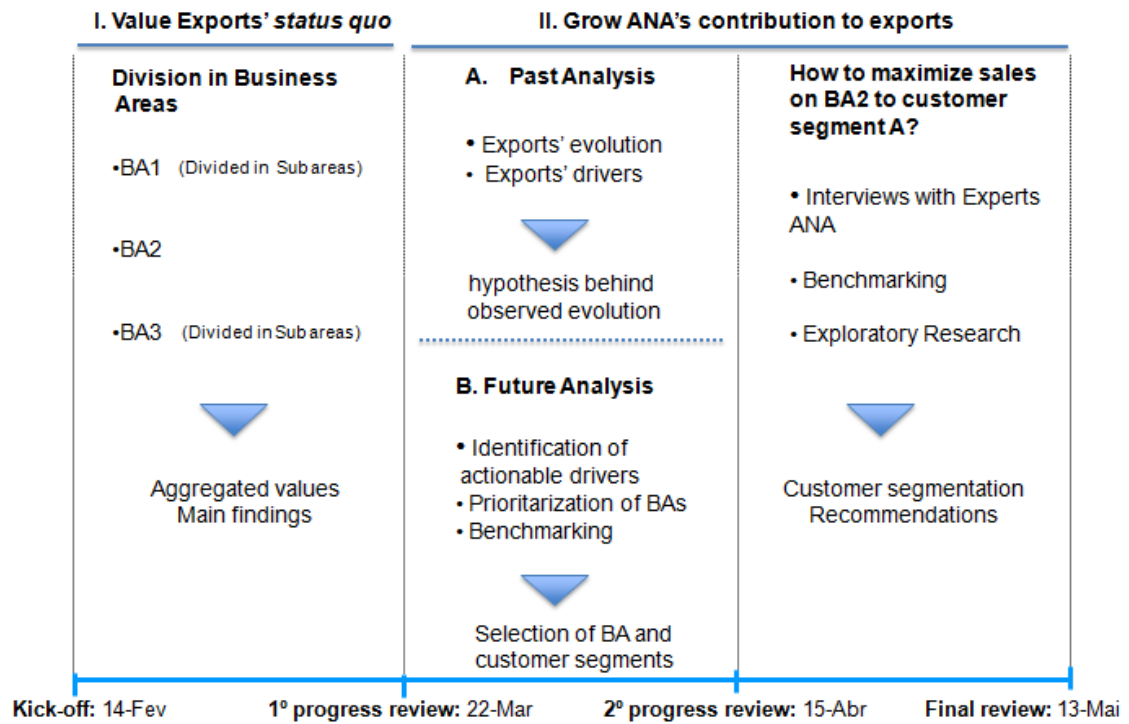 I. Value Exports' status quo
II. Grow ANA's contribution to exports
Division in Business
Areas
•BA1 (Divided in Subareas)
•BA2
•BA3 (Divided in Subareas)
Aggregated values
Main findings
A. Past Analysis
• Exports' evolution
• Exports' drivers
hypothesis behind
observed evolution
B. Future Analysis
• Identification of
actionable drivers
• Prioritarization of BAs
• Benchmarking
Selection of BA and
customer segments
How to maximize sales
on BA2 to customer
segment A?
• Interviews with Experts
ANA
• Benchmarking
• Exploratory Research
Customer segmentation
Recommendations
Kick-off: 14-Fev
1º progress review: 22-Mar
2º progress review: 15-Abr
Final review: 13-Mai